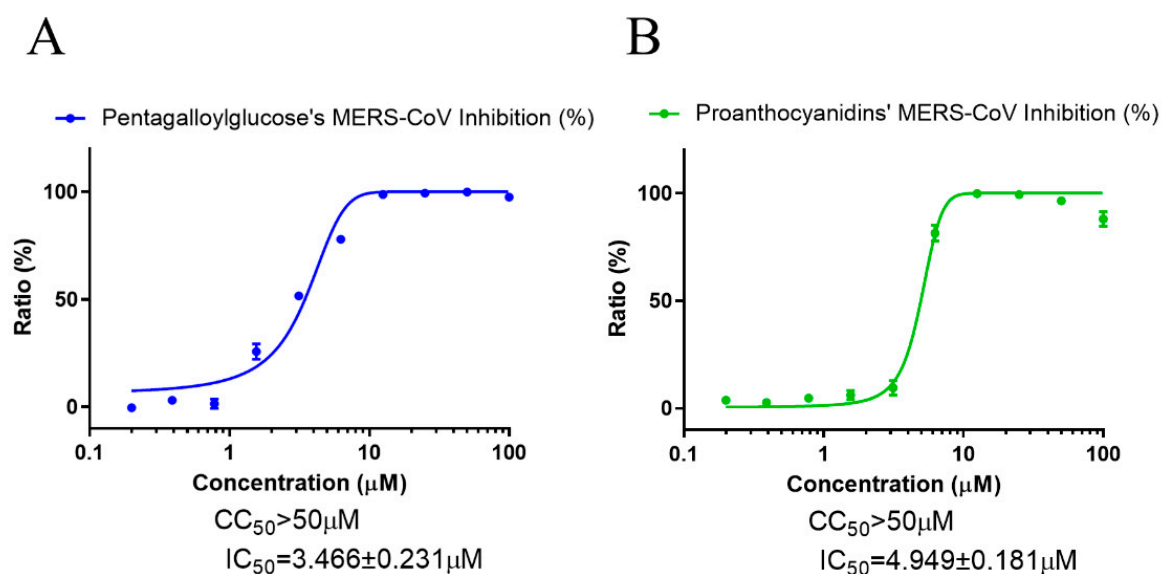 A
Pentagalloylglucose's MERS-CoV Inhibition (%)
Ratio (%)
100
50
0
0.1 1 10 100
Concentration (μM)
CC50>50μM
IC50=3.466±0.231μM
B
Proanthocyanidins' MERS-CoV Inhibition (%)
Ratio (%)
100
50
0
0.1 1 10 100
Concentration (μM)
CC50>50μM
IC50=4.949±0.181μM